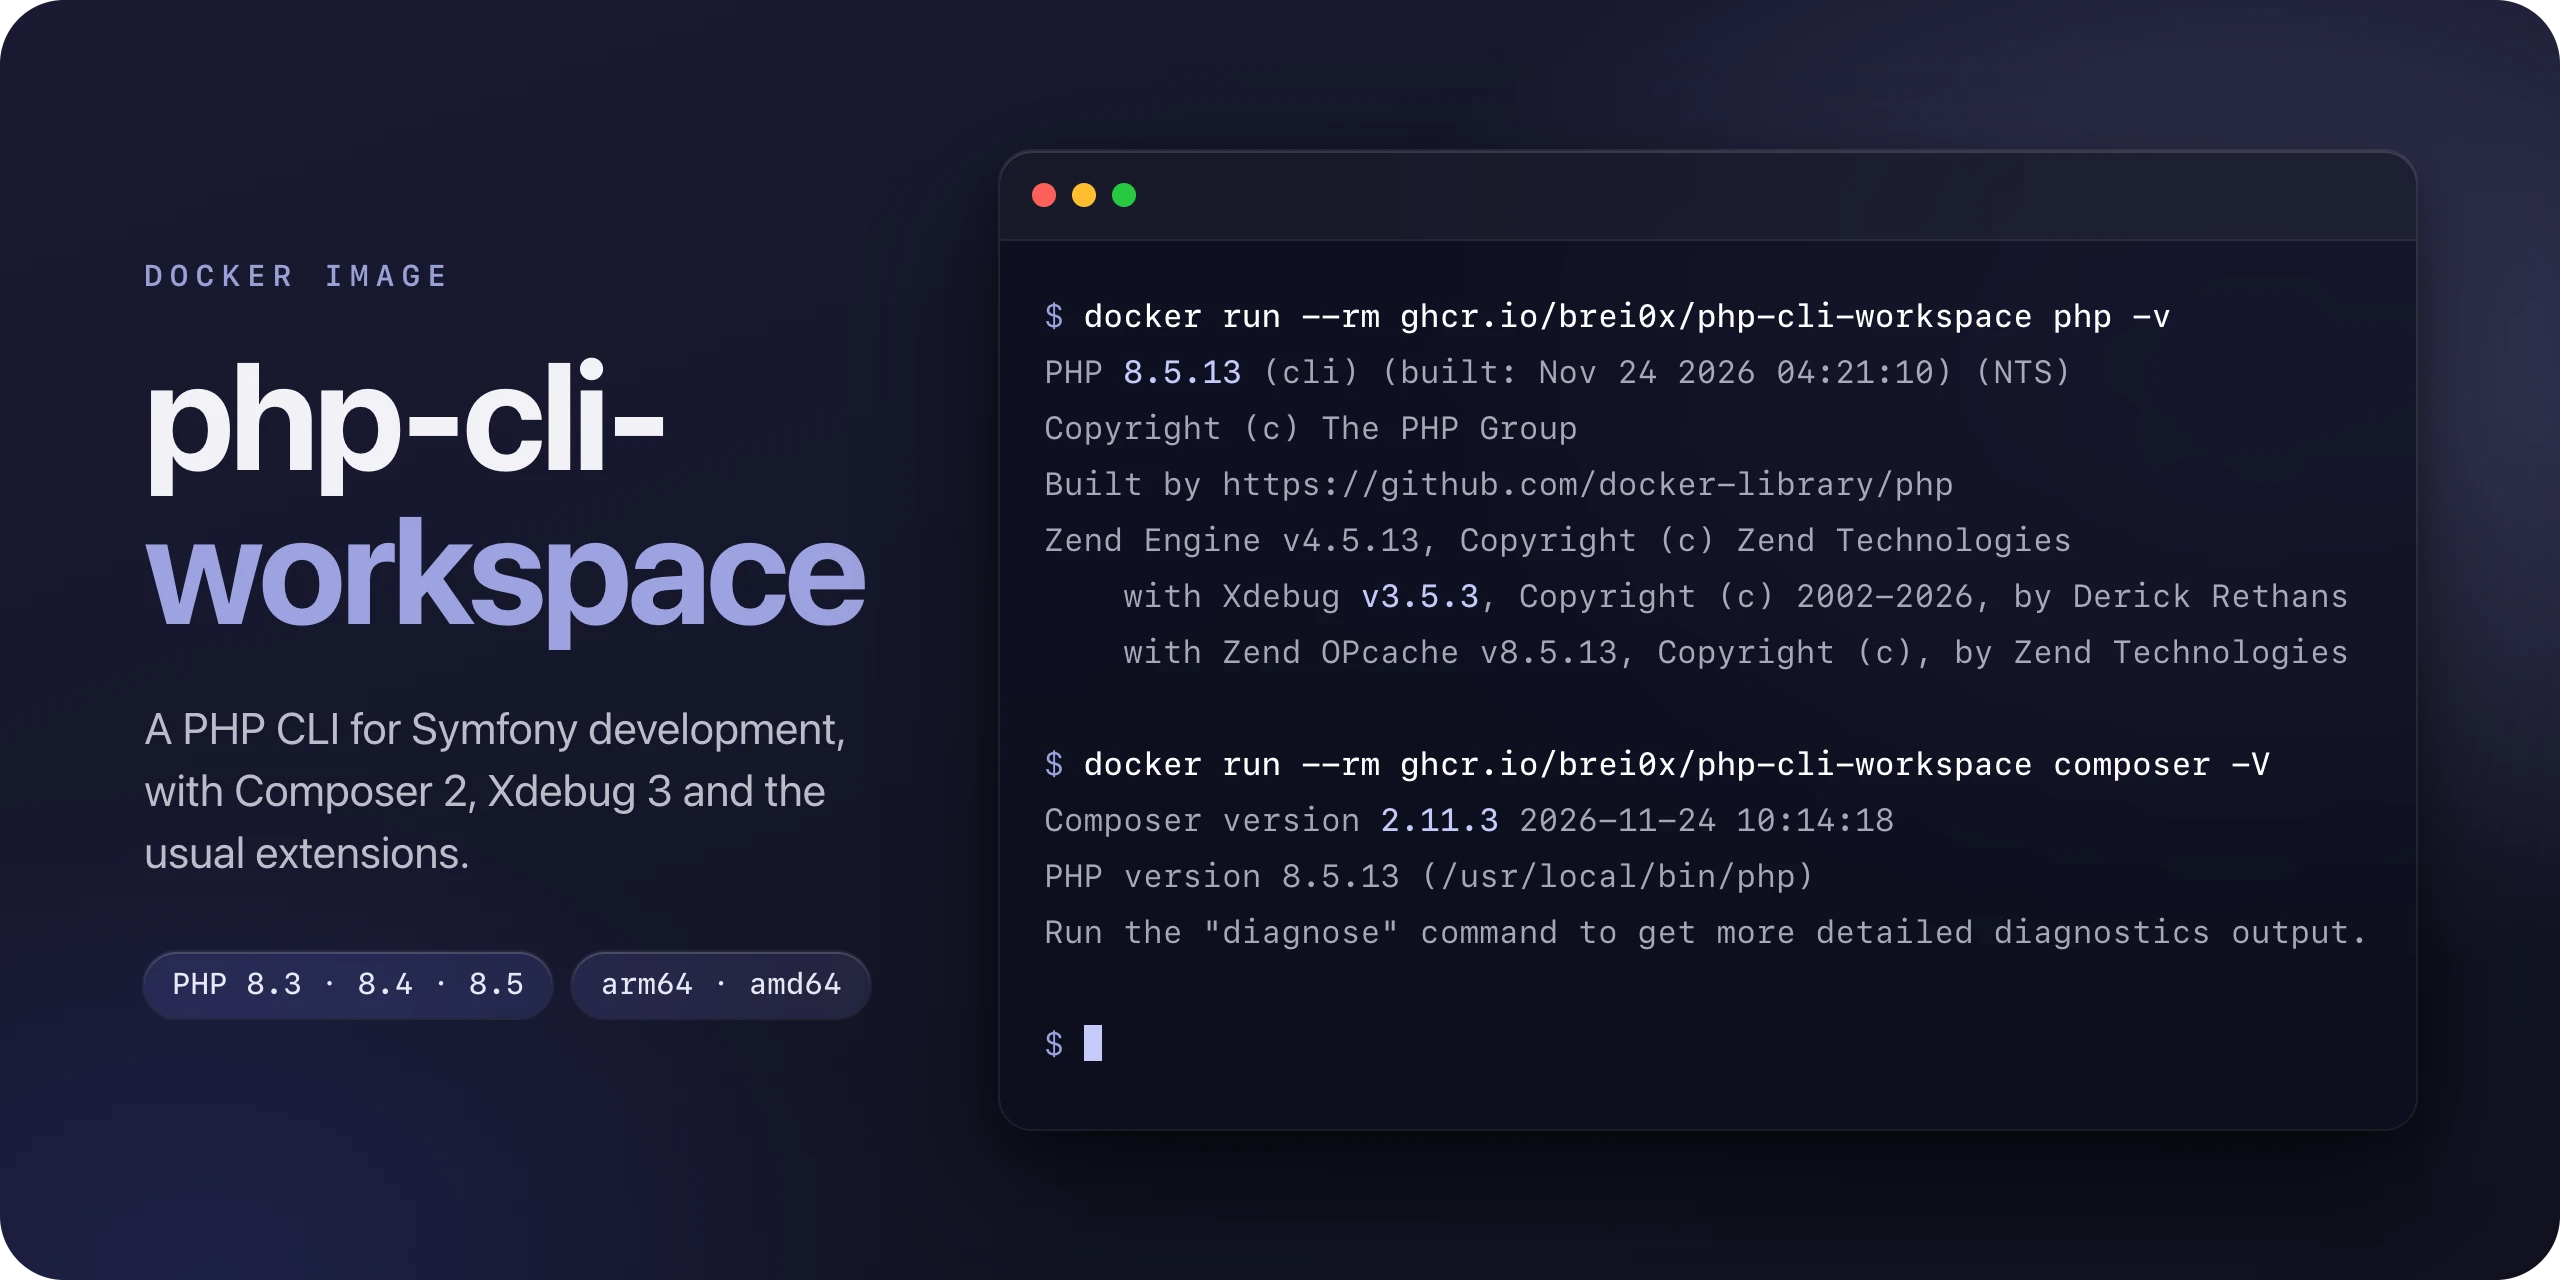 DOCKER IMAGE
php-cli-
workspace
A PHP CLI for Symfony development,
with Composer 2, Xdebug 3 and the
usual extensions.
PHP 8.3 · 8.4 · 8.5
arm64 · amd64
$ docker run --rm ghcr.io/brei0x/php-cli-workspace php -v
PHP 8.5.13 (cli) (built: Nov 24 2026 04:21:10) (NTS)
Copyright (c) The PHP Group
Built by https://github.com/docker-library/php
Zend Engine v4.5.13, Copyright (c) Zend Technologies
    with Xdebug v3.5.3, Copyright (c) 2002-2026, by Derick Rethans
    with Zend OPcache v8.5.13, Copyright (c), by Zend Technologies
$ docker run --rm ghcr.io/brei0x/php-cli-workspace composer -V
Composer version 2.11.3 2026-11-24 10:14:18
PHP version 8.5.13 (/usr/local/bin/php)
Run the "diagnose" command to get more detailed diagnostics output.
$